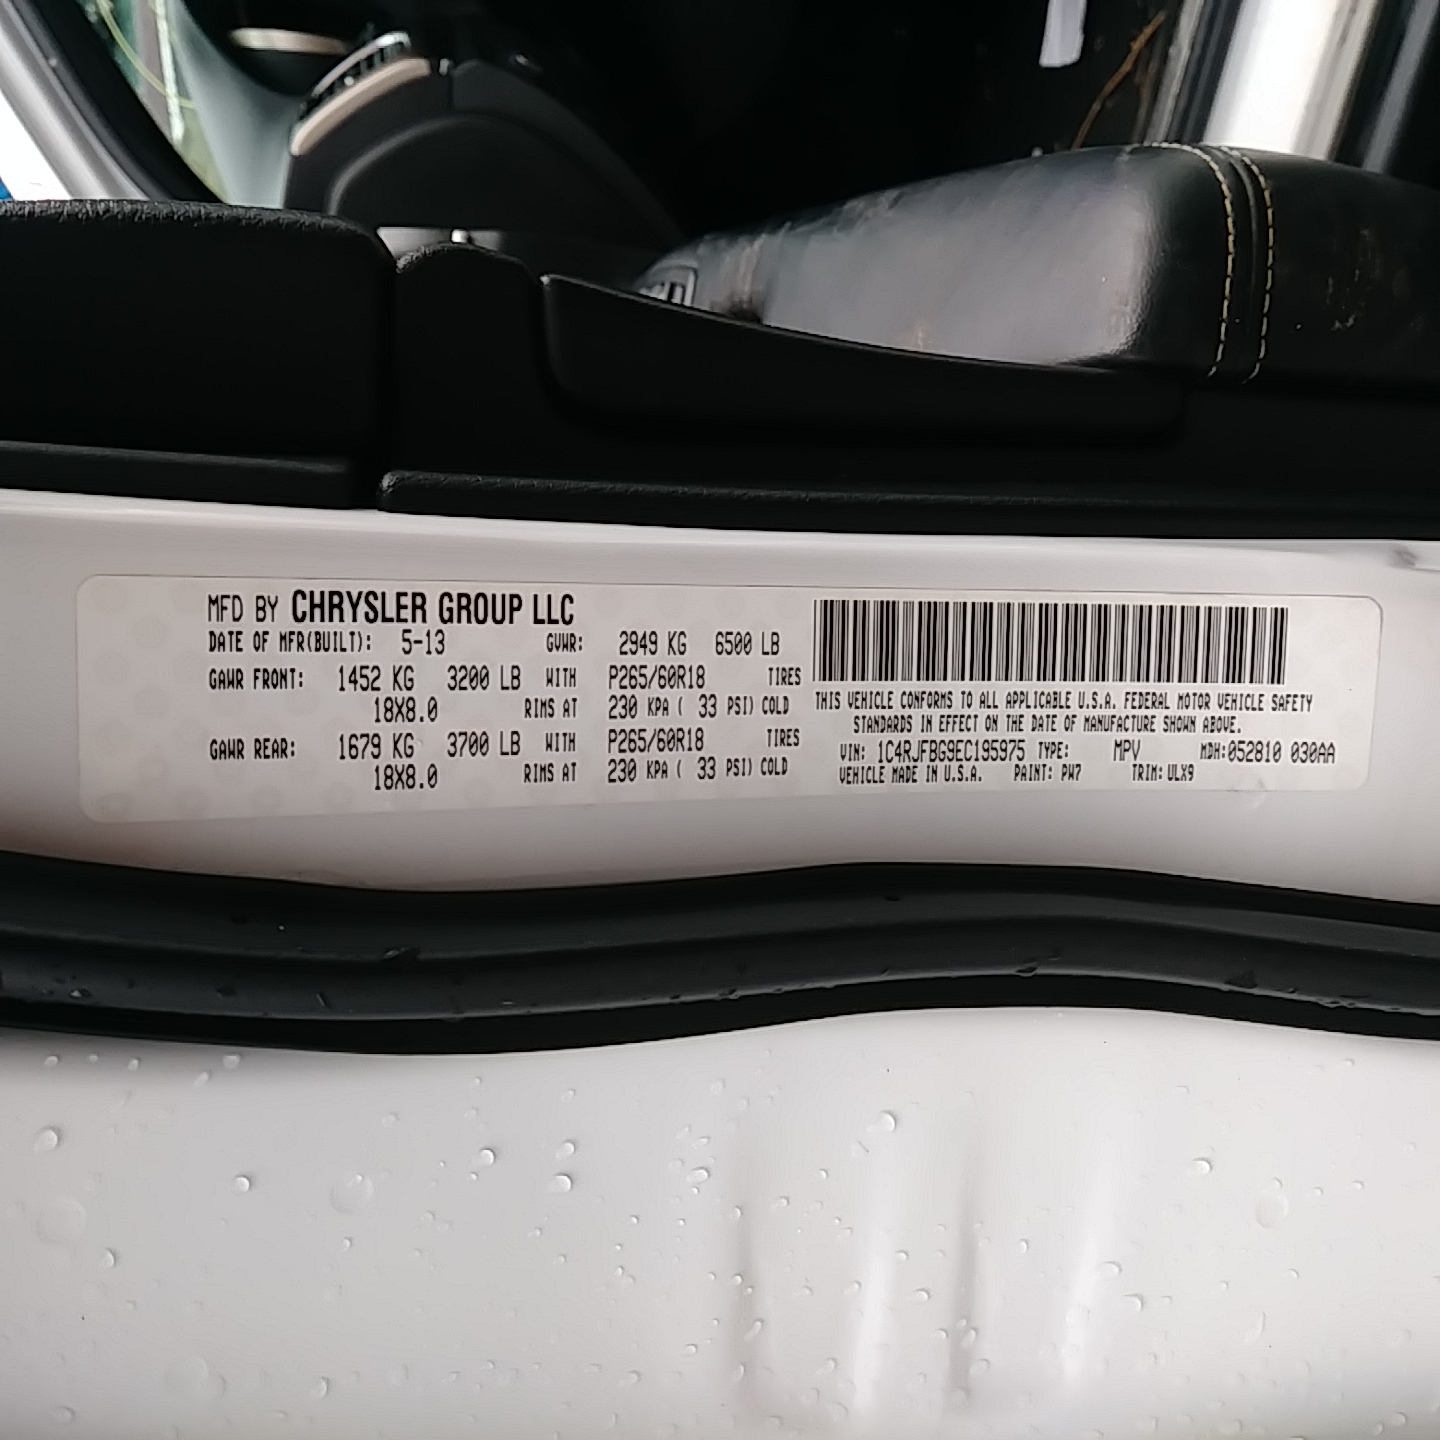 MFD BY CHRYSLER GROUP LLC
DATE OF MFR(BUILT): 5-13 GVWR: 2949 KG 6500 LB
GAWR FRONT: 1452 KG 3200 LB WITH P265/60R18 TIRES
18X8.0 RIMS AT 230 KPA ( 33 PSI) COLD
GAWR REAR: 1679 KG 3700 LB WITH P265/60R18 TIRES
18X8.0 RIMS AT 230 KPA ( 33 PSI) COLD
THIS VEHICLE CONFORMS TO ALL APPLICABLE U.S.A. FEDERAL MOTOR VEHICLE SAFETY
STANDARDS IN EFFECT ON THE DATE OF MANUFACTURE SHOWN ABOVE.
VIN: 1C4RJFBG9EC195975 TYPE: MPV MDH:052810 030AA
VEHICLE MADE IN U.S.A. PAINT: PW7 TRIM: ULX9